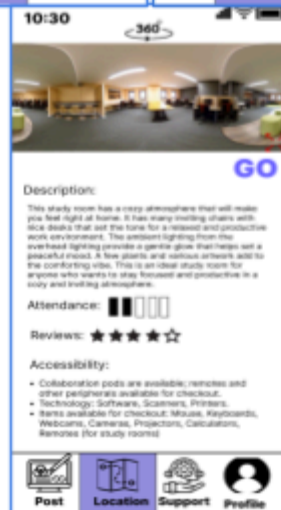 10:30
360°
GO
Description:
This study room has a cozy atmosphere that will make
you feel right at home. It has many inviting chairs with
nice desks that set the tone for a relaxed and productive
work environment. The ambient lighting from the
overhead lighting provide a gentle glow that helps set a
peaceful mood. A few plants and various artwork add to
the comforting vibe. This is an ideal study room for
anyone who wants to stay focused and productive in a
cozy and inviting atmosphere.
Attendance:
Reviews:
Accessibility:
• Collaboration pods are available; remotes and
other peripherals available for checkout.
• Technology: Software, Scanners, Printers.
• Items available for checkout: Mouse, Keyboards,
Webcams, Cameras, Projectors, Calculators,
Remotes (for study rooms)
Post Location Support Profile